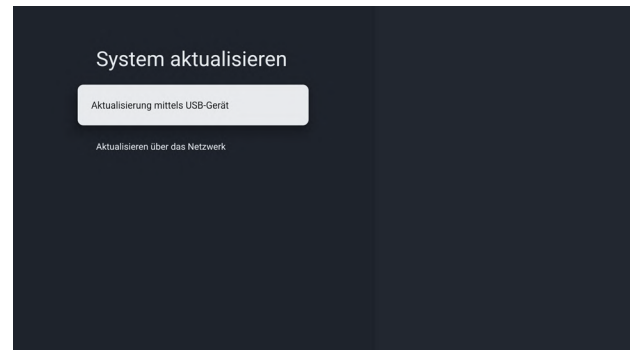 System aktualisieren
Aktualisierung mittels USB-Gerät
Aktualisieren über das Netzwerk